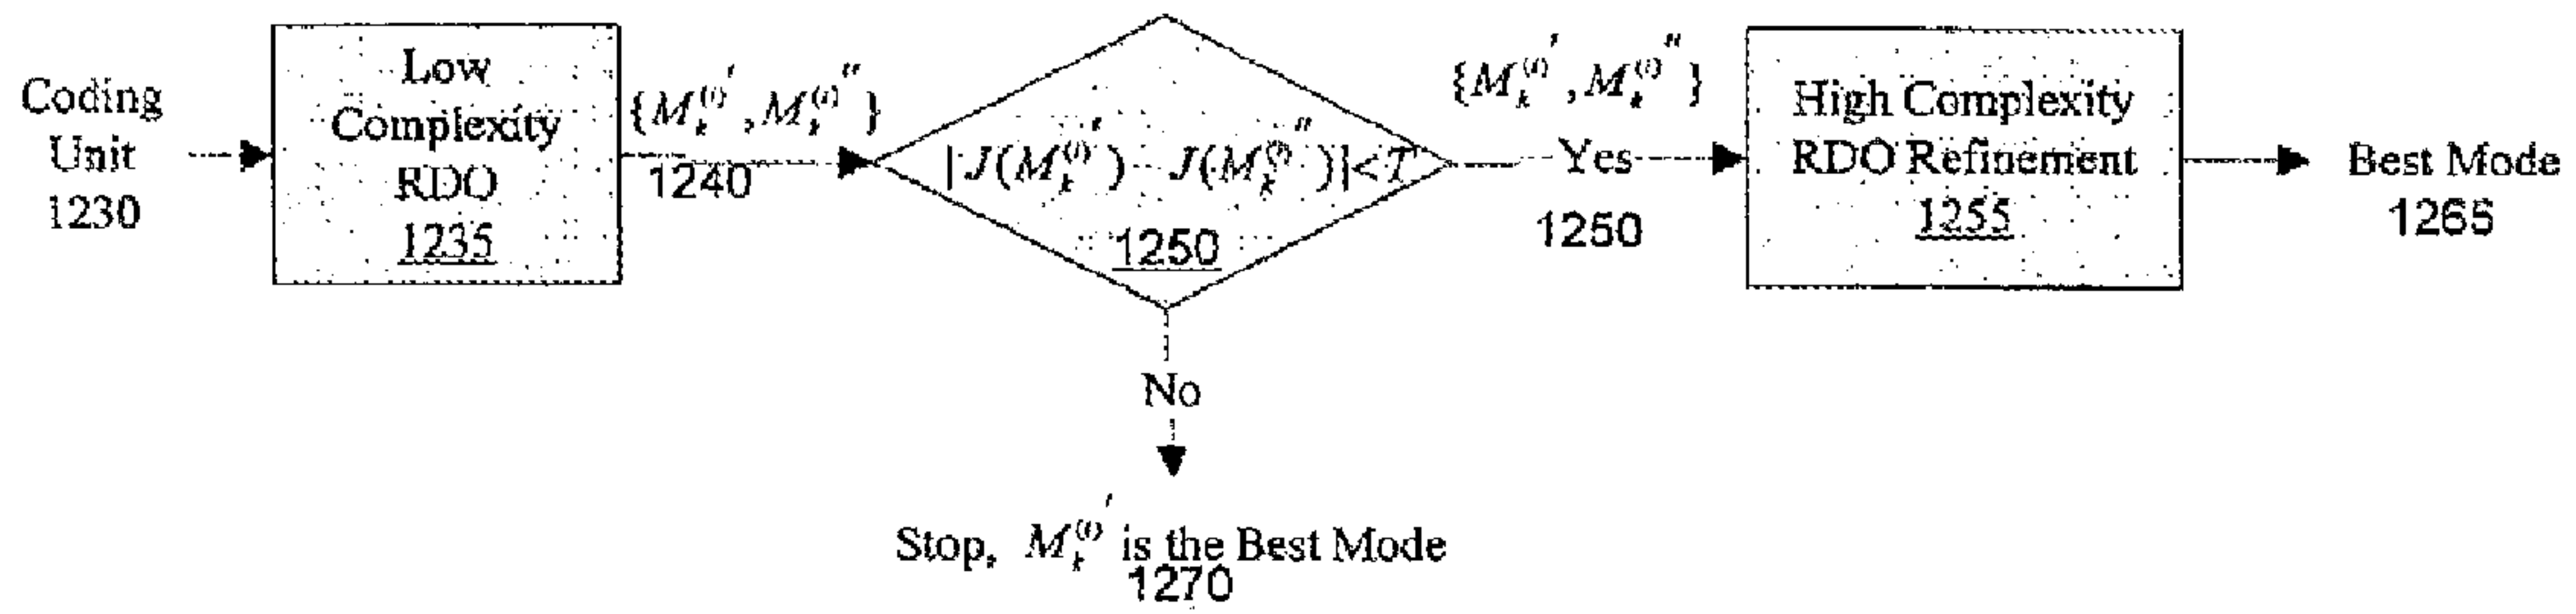 Coding
Unit
1230
Low
Complexity
RDO
1235
{M_k^{(i)'}, M_k^{(i)''}}
1240
|J(M_k^{(i)'}) - J(M_k^{(i)''})|<T
1250
{M_k^{(i)'}, M_k^{(i)''}}
Yes
1250
High Complexity
RDO Refinement
1255
Best Mode
1265
No
Stop, M_k^{(i)'} is the Best Mode
1270